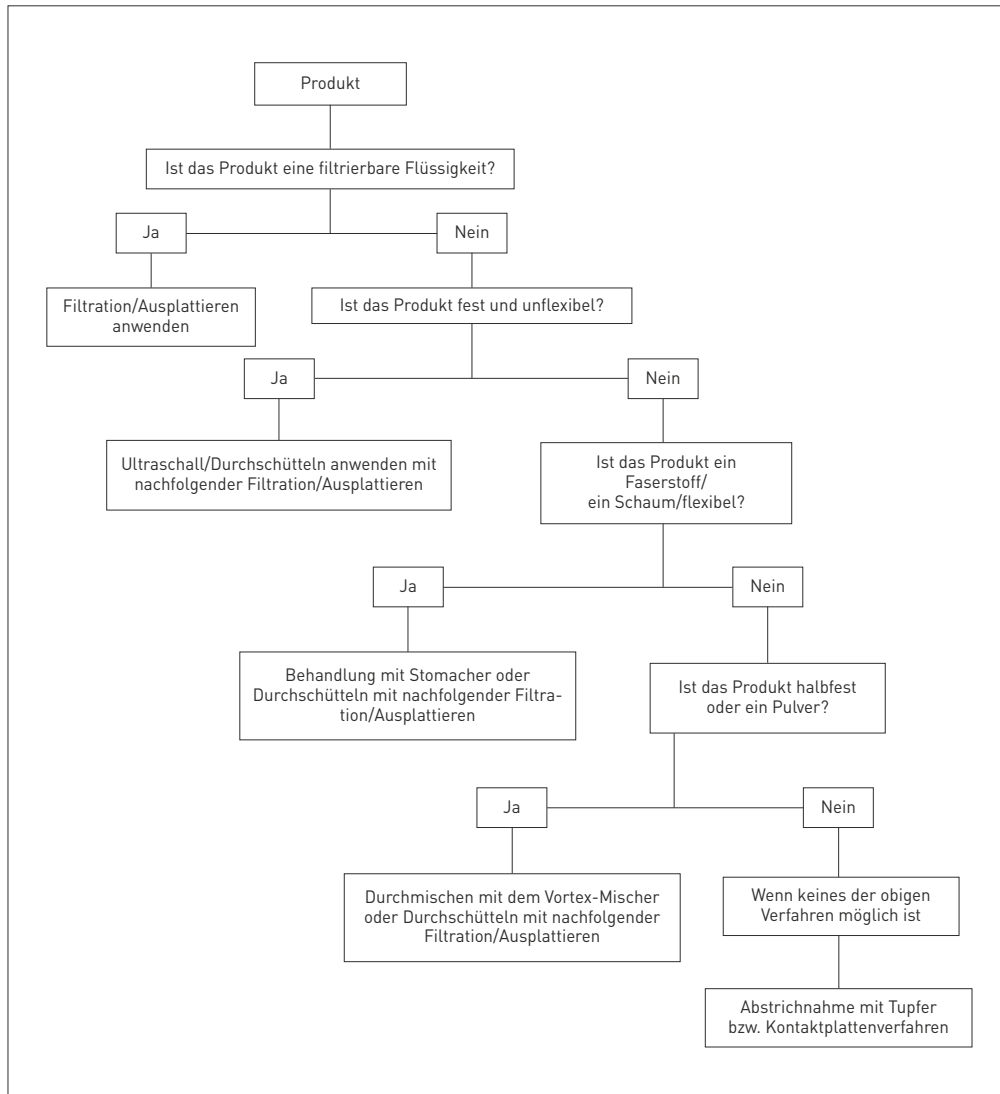 Produkt
Ist das Produkt eine filtrierbare Flüssigkeit?
Ja
Nein
Filtration/Ausplattieren
anwenden
Ist das Produkt fest und unflexibel?
Ja
Nein
Ultraschall/Durchschütteln anwenden mit
nachfolgender Filtration/Ausplattieren
Ist das Produkt ein
Faserstoff/
ein Schaum/flexibel?
Ja
Nein
Behandlung mit Stomacher oder
Durchschütteln mit nachfolgender Filtra-
tion/Ausplattieren
Ist das Produkt halbfest
oder ein Pulver?
Ja
Nein
Durchmischen mit dem Vortex-Mischer
oder Durchschütteln mit nachfolgender
Filtration/Ausplattieren
Wenn keines der obigen
Verfahren möglich ist
Abstrichnahme mit Tupfer
bzw. Kontaktplattenverfahren